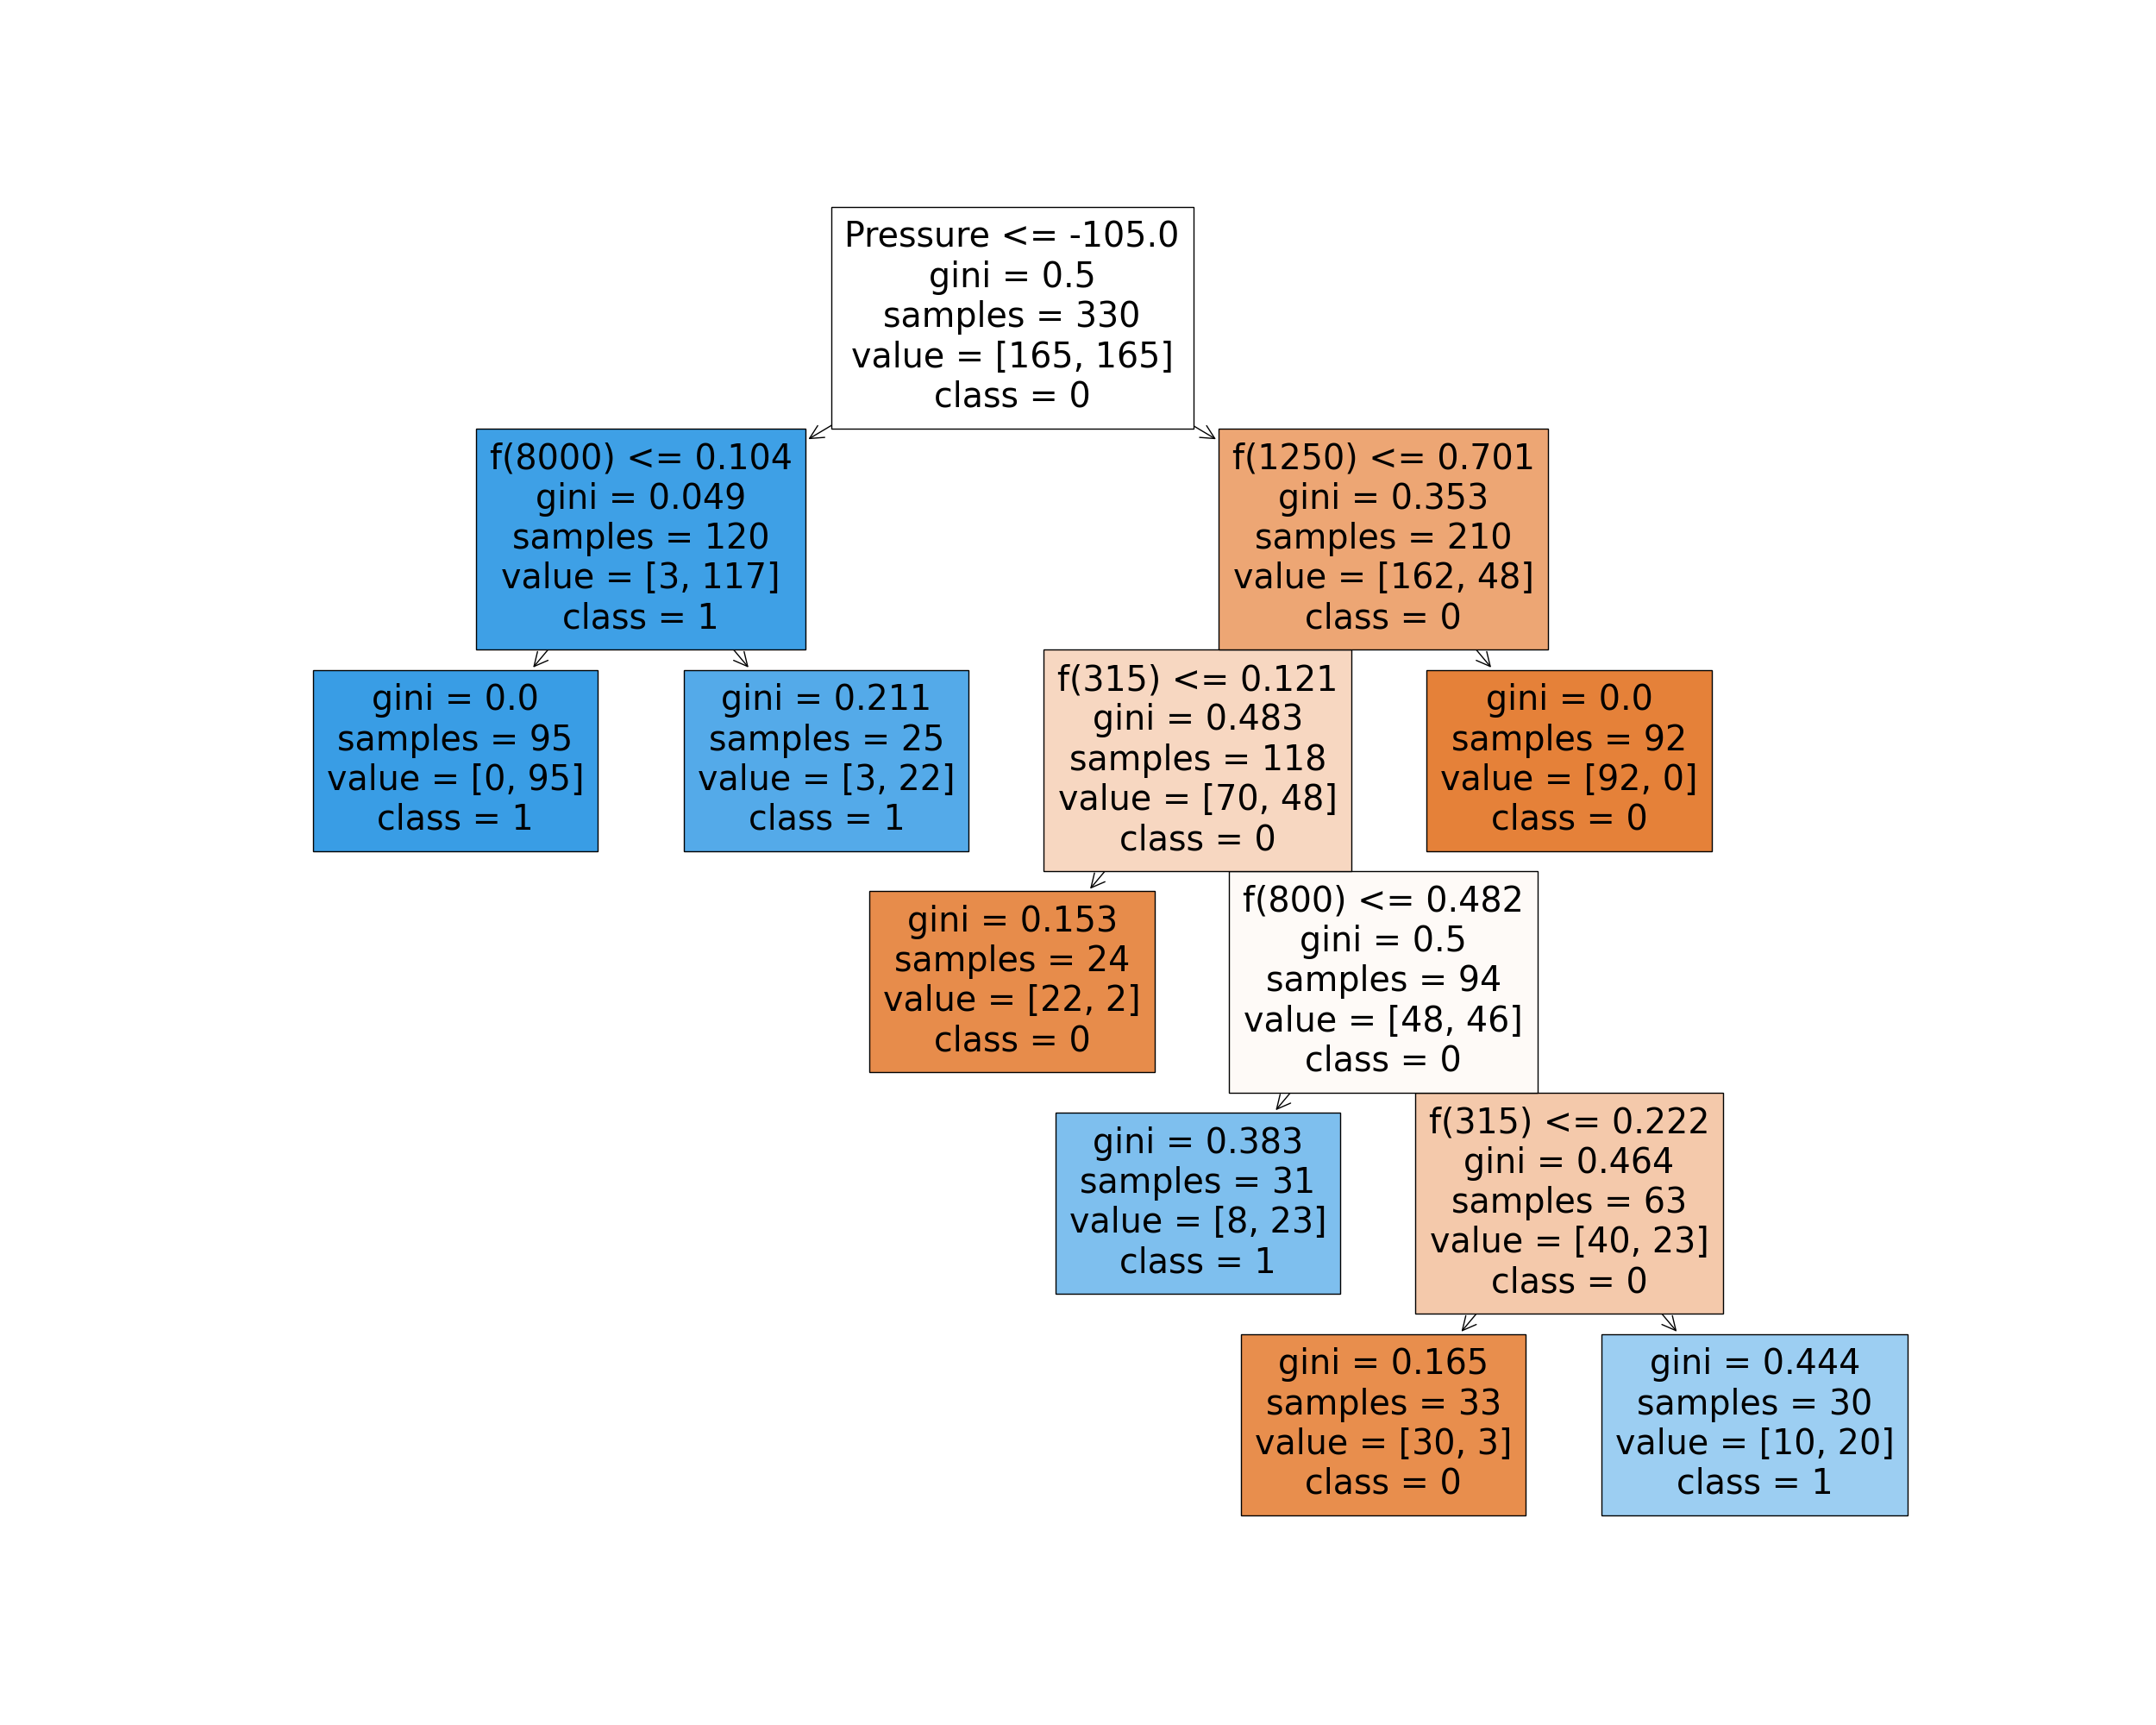 Pressure <= -105.0
gini = 0.5
samples = 330
value = [165, 165]
class = 0
f(8000) <= 0.104
gini = 0.049
samples = 120
value = [3, 117]
class = 1
f(1250) <= 0.701
gini = 0.353
samples = 210
value = [162, 48]
class = 0
gini = 0.0
samples = 95
value = [0, 95]
class = 1
gini = 0.211
samples = 25
value = [3, 22]
class = 1
f(315) <= 0.121
gini = 0.483
samples = 118
value = [70, 48]
class = 0
gini = 0.0
samples = 92
value = [92, 0]
class = 0
gini = 0.153
samples = 24
value = [22, 2]
class = 0
f(800) <= 0.482
gini = 0.5
samples = 94
value = [48, 46]
class = 0
gini = 0.383
samples = 31
value = [8, 23]
class = 1
f(315) <= 0.222
gini = 0.464
samples = 63
value = [40, 23]
class = 0
gini = 0.165
samples = 33
value = [30, 3]
class = 0
gini = 0.444
samples = 30
value = [10, 20]
class = 1